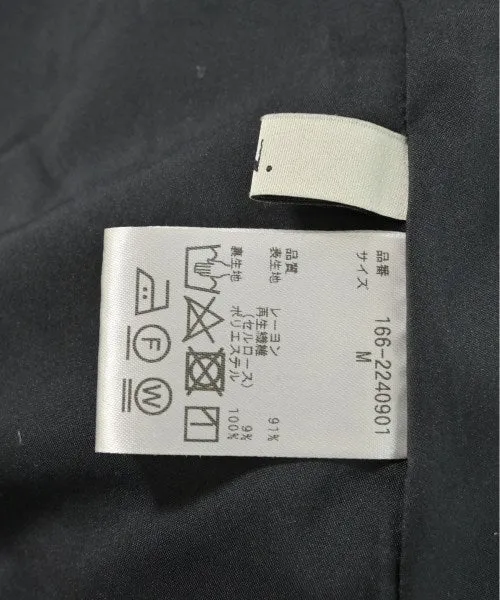 品番 166-2240901
サイズ M
品質
表生地 レーヨン 91%
再生繊維
(セルロース) 9%
裏生地 ポリエステル 100%
F
W